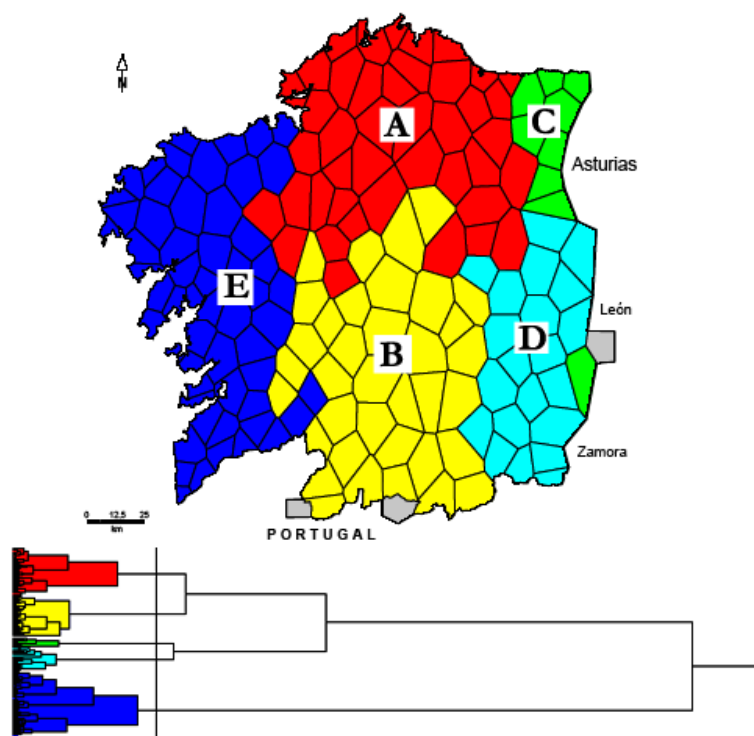 N
A
C
Asturias
E
León
D
B
Zamora
0 12,5 25
km
PORTUGAL